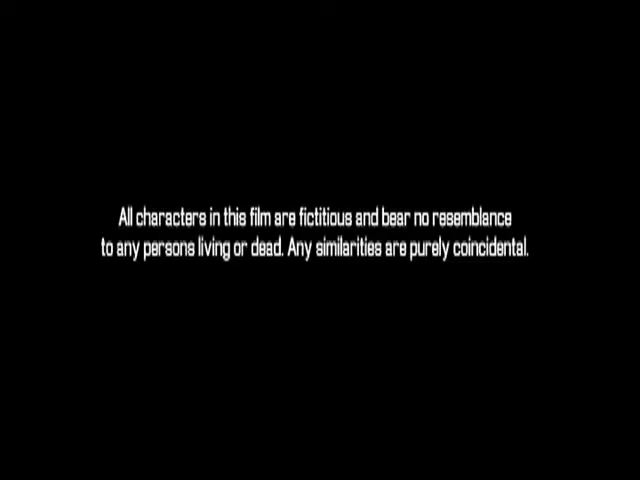 All characters in this film are fictitious and bear no resemblance
to any persons living or dead. Any similarities are purely coincidental.